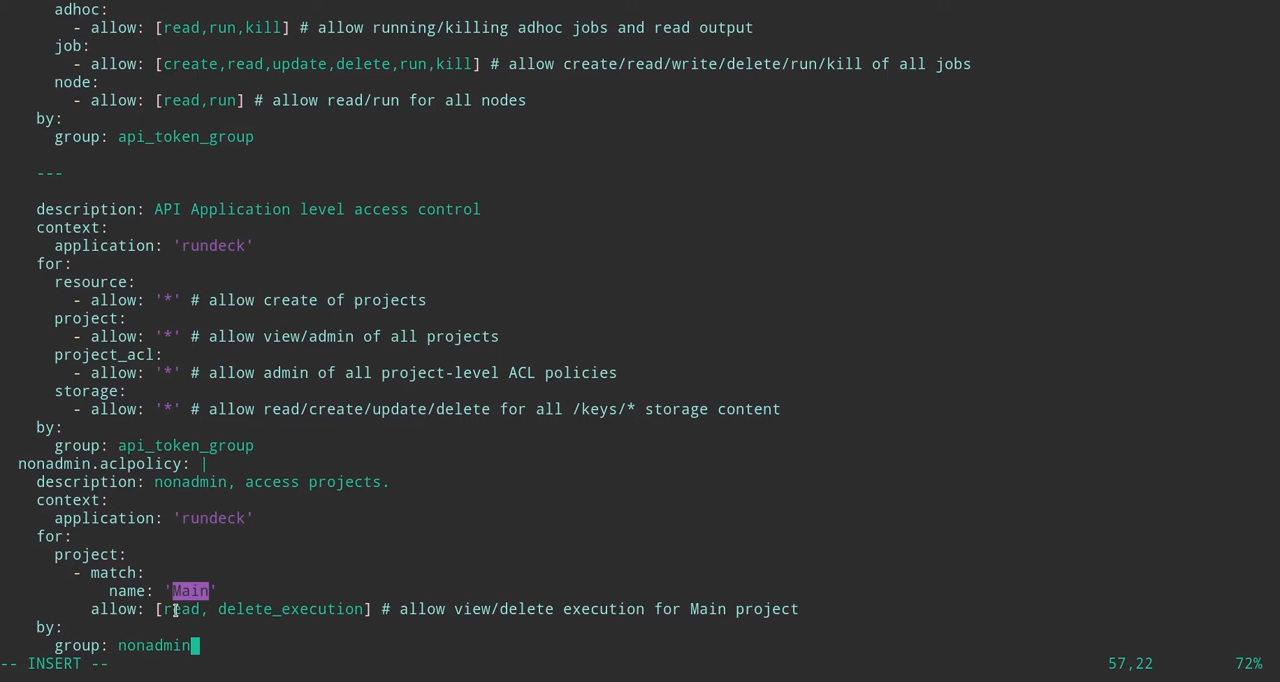 adhoc:
- allow: [read,run,kill] # allow running/killing adhoc jobs and read output
job:
- allow: [create,read,update,delete,run,kill] # allow create/read/write/delete/run/kill of all jobs
node:
- allow: [read,run] # allow read/run for all nodes
by:
group: api_token_group
---
description: API Application level access control
context:
application: 'rundeck'
for:
resource:
- allow: '*' # allow create of projects
project:
- allow: '*' # allow view/admin of all projects
project_acl:
- allow: '*' # allow admin of all project-level ACL policies
storage:
- allow: '*' # allow read/create/update/delete for all /keys/* storage content
by:
group: api_token_group
nonadmin.aclpolicy: |
description: nonadmin, access projects.
context:
application: 'rundeck'
for:
project:
- match:
name: 'Main'
allow: [read, delete_execution] # allow view/delete execution for Main project
by:
group: nonadmin
-- INSERT -- 57,22 72%